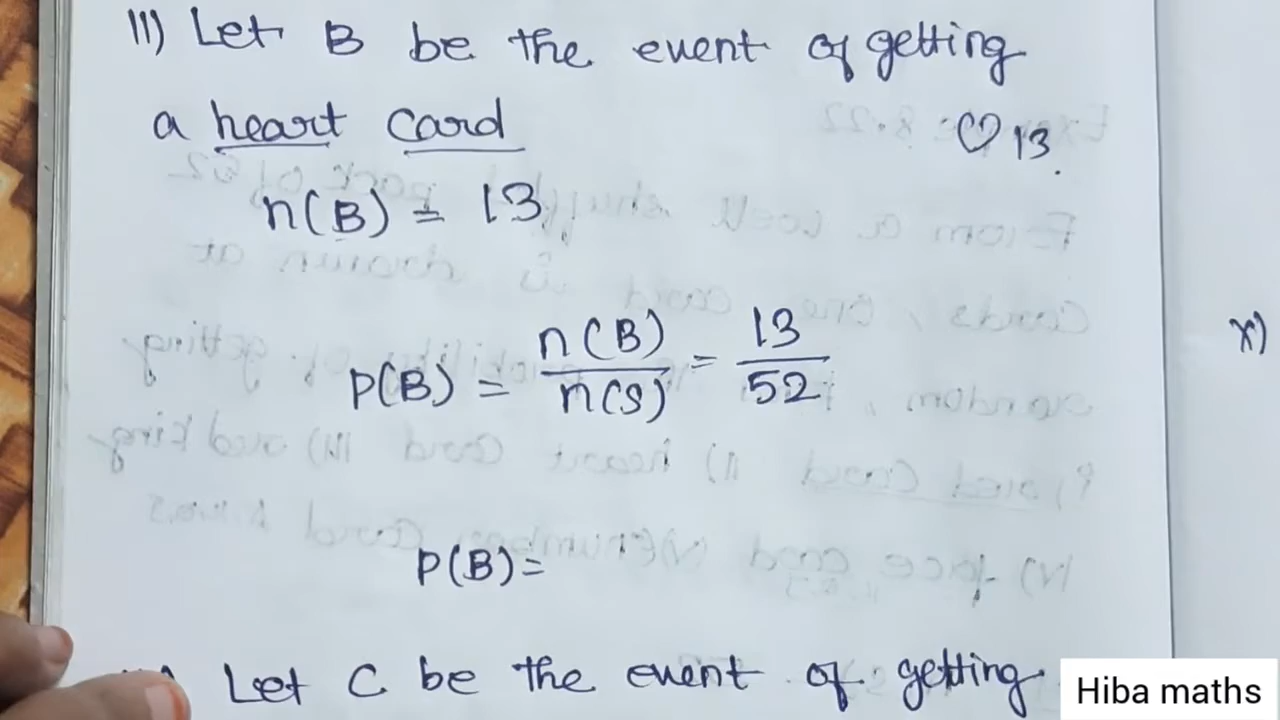 II) Let B be the event of getting
a heart card ♡ 13.
n(B) = 13
P(B) = n(B)/n(S) = 13/52
x)
P(B) =
Let C be the event of getting
Hiba maths